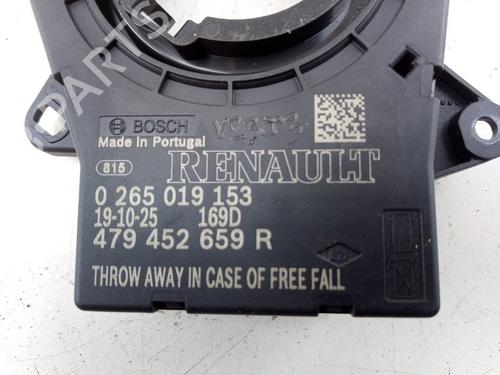 B-PARTS
BOSCH
Made in Portugal
815
RENAULT
0 265 019 153
19-10-25 169D
479 452 659 R
THROW AWAY IN CASE OF FREE FALL